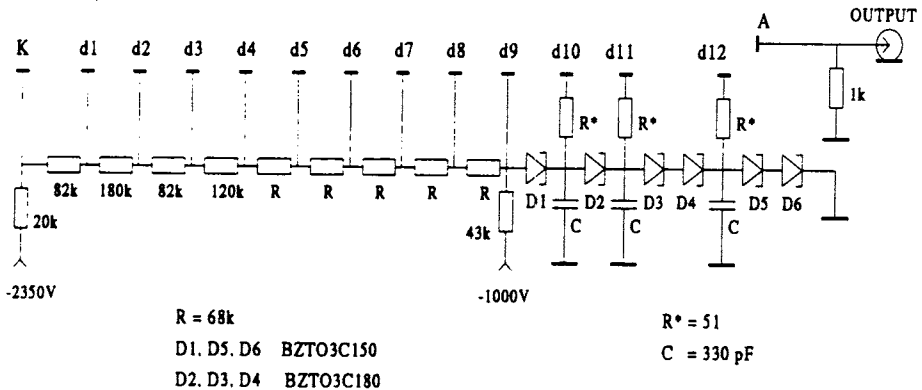 OUTPUT
K d1 d2 d3 d4 d5 d6 d7 d8 d9 d10 d11 d12 A
1k
R* R* R*
82k 180k 82k 120k R R R R R
D1 D2 D3 D4 D5 D6
20k 43k C C C
-2350V -1000V
R = 68k
D1, D5, D6 BZTO3C150
D2, D3, D4 BZTO3C180
R* = 51
C = 330 pF